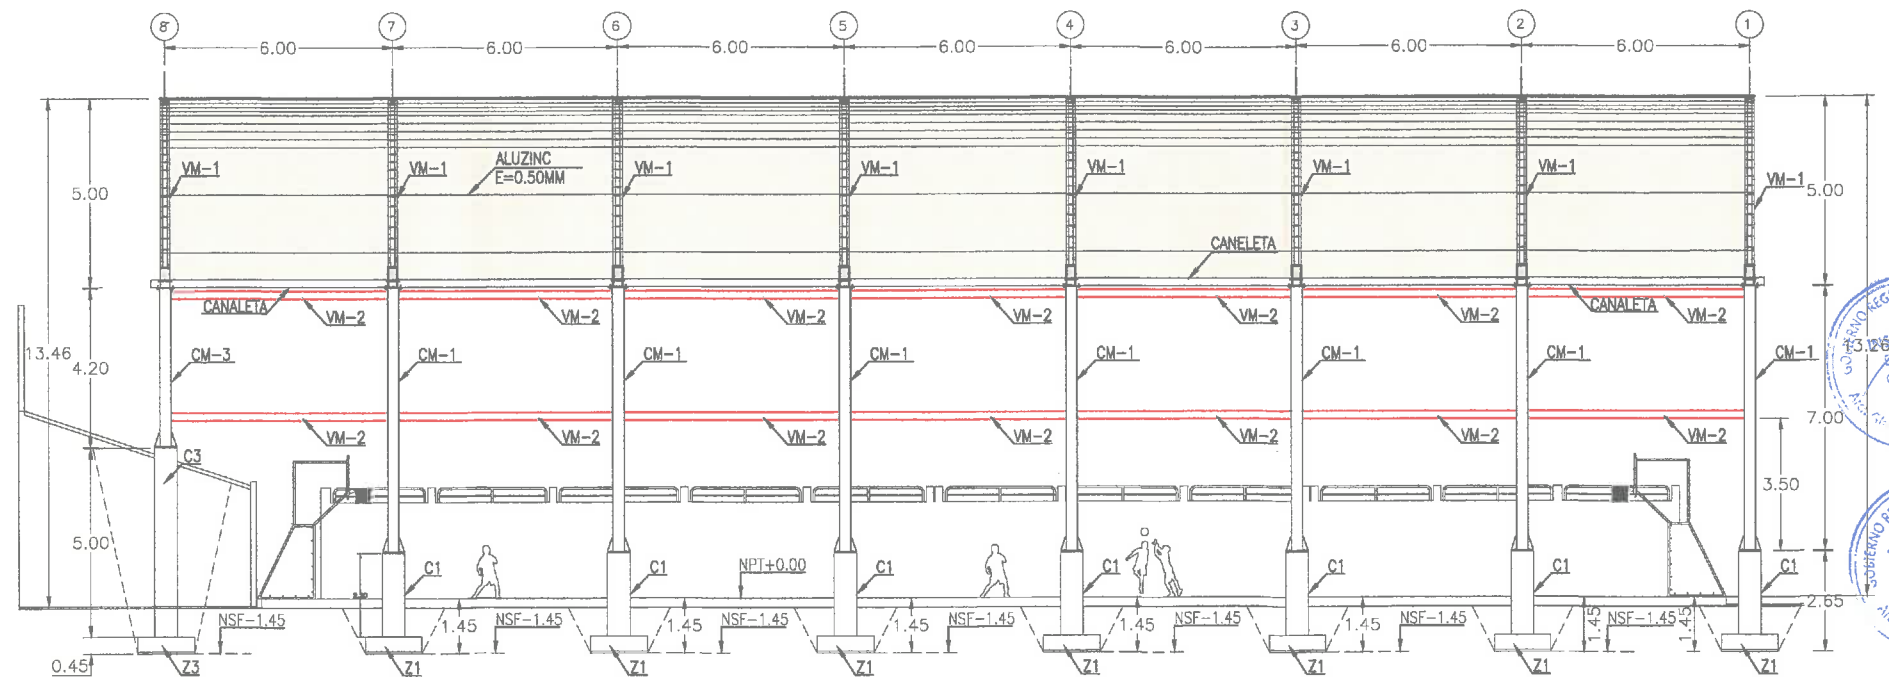 8 7 6 5 4 3 2 1
6.00 6.00 6.00 6.00 6.00 6.00 6.00
VM-1 ALUZINC VM-1 VM-1 VM-1 VM-1 VM-1 VM-1 VM-1
E=0.50MM
5.00 5.00
CANELETA
CANALETA VM-2 VM-2 VM-2 VM-2 VM-2 VM-2 CANALETA VM-2
13.46 4.20 CM-3 CM-1 CM-1 CM-1 CM-1 CM-1 CM-1 CM-1 13.26
VM-2 VM-2 VM-2 VM-2 VM-2 VM-2 VM-2 7.00
C3
3.50
5.00
C1 C1 NPT+0.00 C1 C1 C1 C1 C1
2.65
NSF-1.45 1.45 NSF-1.45 1.45 NSF-1.45 1.45 NSF-1.45 1.45 NSF-1.45 1.45 NSF-1.45 1.45 NSF-1.45 1.45
0.45 Z3 Z1 Z1 Z1 Z1 Z1 Z1 Z1
GOBIERNO REG
GOBIERNO